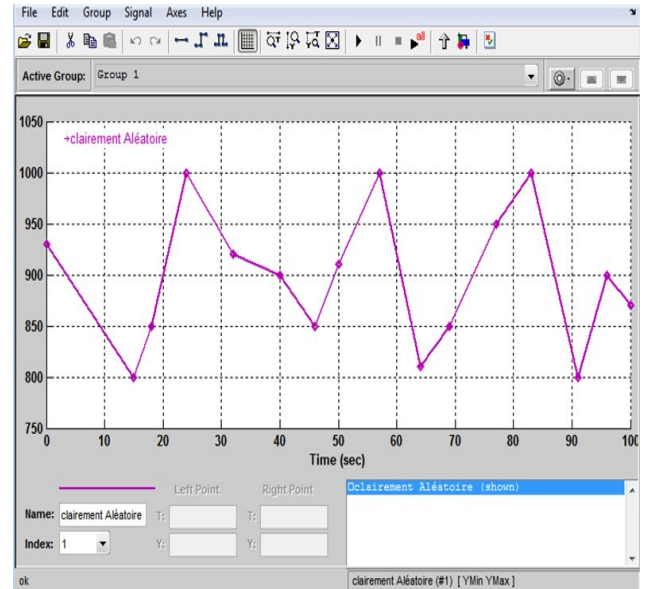 File Edit Group Signal Axes Help
all
Active Group: Group 1
1050
clairement Aléatoire
1000
950
900
850
800
750
0 10 20 30 40 50 60 70 80 90 100
Time (sec)
Left Point Right Point
clairement Aléatoire (shown)
Name: clairement Aléatoire T: T:
Index: 1 Y: Y:
ok clairement Aléatoire (#1) [ YMin YMax ]